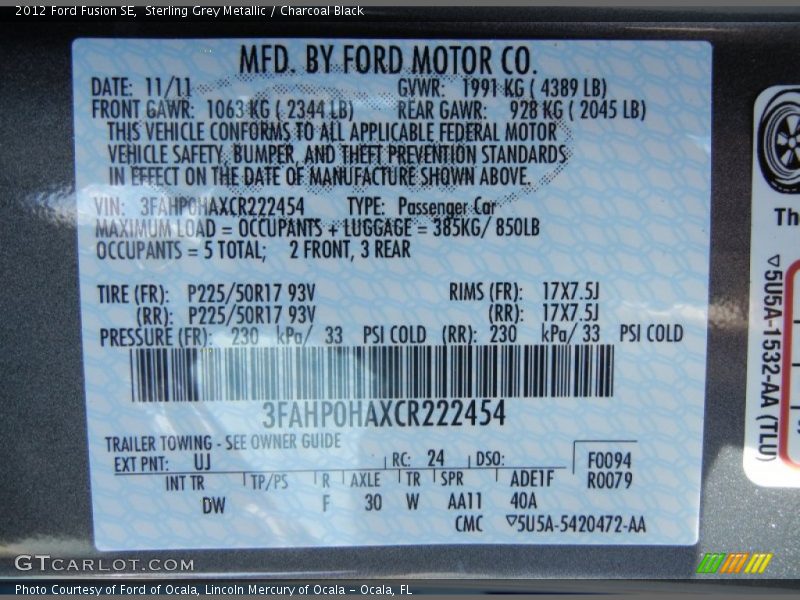 2012 Ford Fusion SE,  Sterling Grey Metallic / Charcoal Black
MFD. BY FORD MOTOR CO.
DATE: 11/11 GVWR: 1991 KG ( 4389 LB)
FRONT GAWR: 1063 KG ( 2344 LB) REAR GAWR: 928 KG ( 2045 LB)
THIS VEHICLE CONFORMS TO ALL APPLICABLE FEDERAL MOTOR
VEHICLE SAFETY, BUMPER, AND THEFT PREVENTION STANDARDS
IN EFFECT ON THE DATE OF MANUFACTURE SHOWN ABOVE.
VIN: 3FAHP0HAXCR222454 TYPE: Passenger Car
MAXIMUM LOAD = OCCUPANTS + LUGGAGE = 385KG/ 850LB
OCCUPANTS = 5 TOTAL; 2 FRONT, 3 REAR
TIRE (FR): P225/50R17 93V RIMS (FR): 17X7.5J
(RR): P225/50R17 93V (RR): 17X7.5J
PRESSURE (FR): 230 kPa/ 33 PSI COLD (RR): 230 kPa/ 33 PSI COLD
3FAHP0HAXCR222454
TRAILER TOWING - SEE OWNER GUIDE
EXT PNT: UJ RC: 24 DSO: F0094
INT TR TP/PS R AXLE TR SPR ADE1F R0079
DW F 30 W AA11 40A
CMC ▽5U5A-5420472-AA
Th
▽5U5A-1532-AA (TLU)
GTCARLOT.COM
Photo Courtesy of Ford of Ocala, Lincoln Mercury of Ocala – Ocala, FL